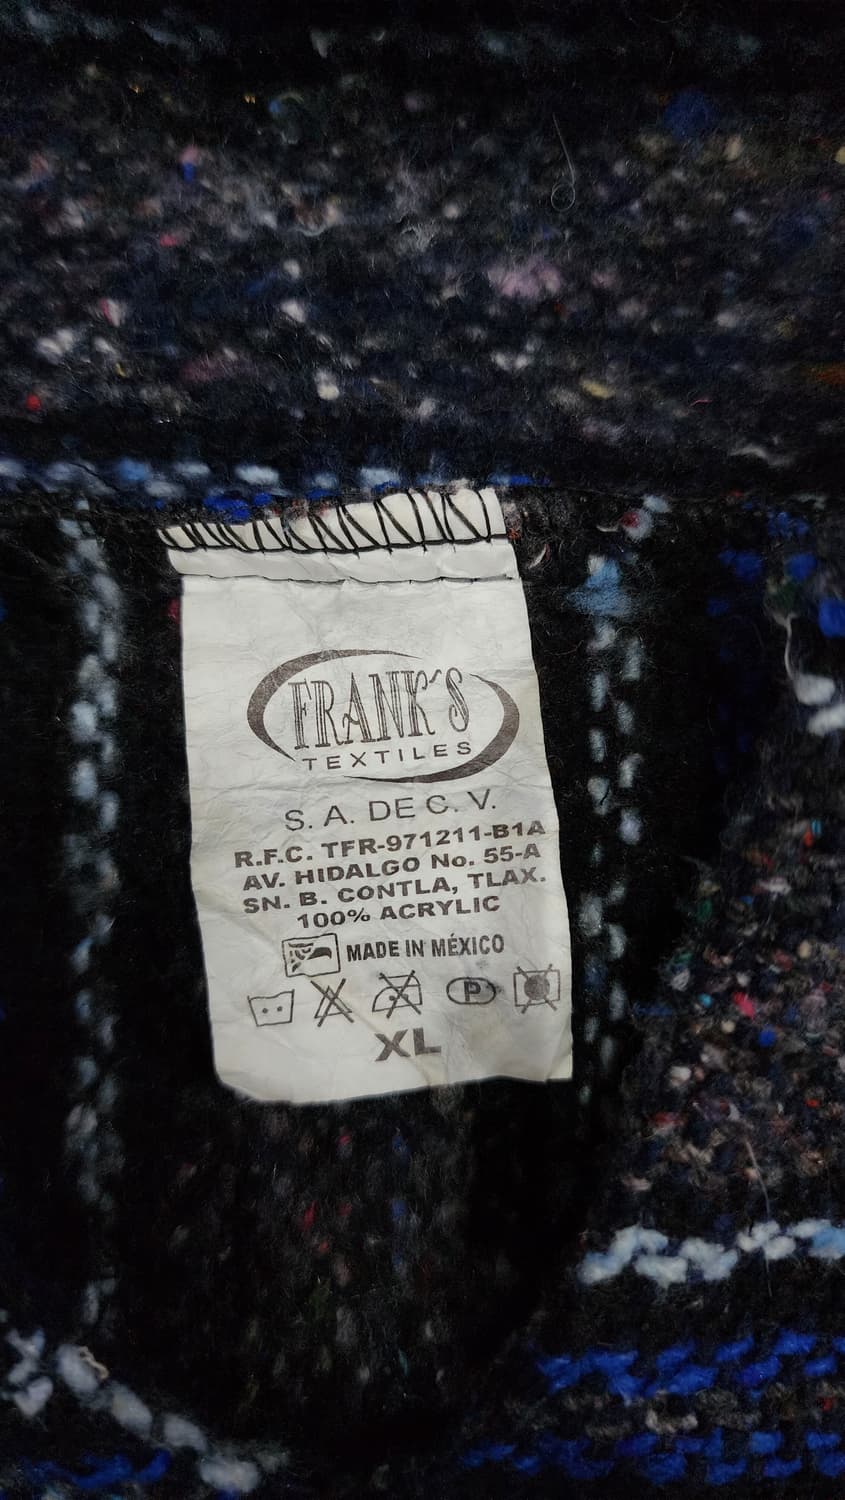 FRANK´S
TEXTILES
S. A. DE C. V.
R.F.C. TFR-971211-B1A
AV. HIDALGO No. 55-A
SN. B. CONTLA, TLAX.
100% ACRYLIC
MADE IN MÉXICO
P
XL